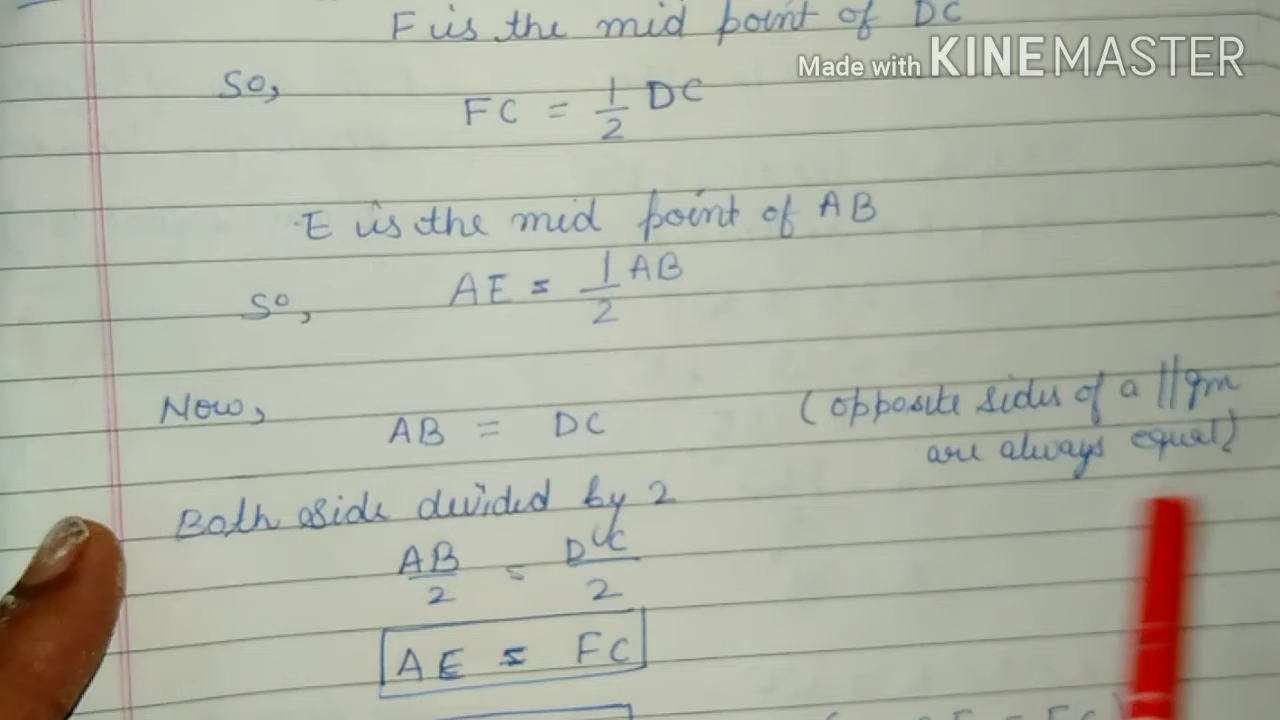 F is the mid point of DC
Made with KINEMASTER
So,
FC = 1/2 DC
E is the mid point of AB
So, AE = 1/2 AB
Now, AB = DC (opposite sides of a ||gm
are always equal)
Both side divided by 2
AB/2 = DC/2
AE = FC